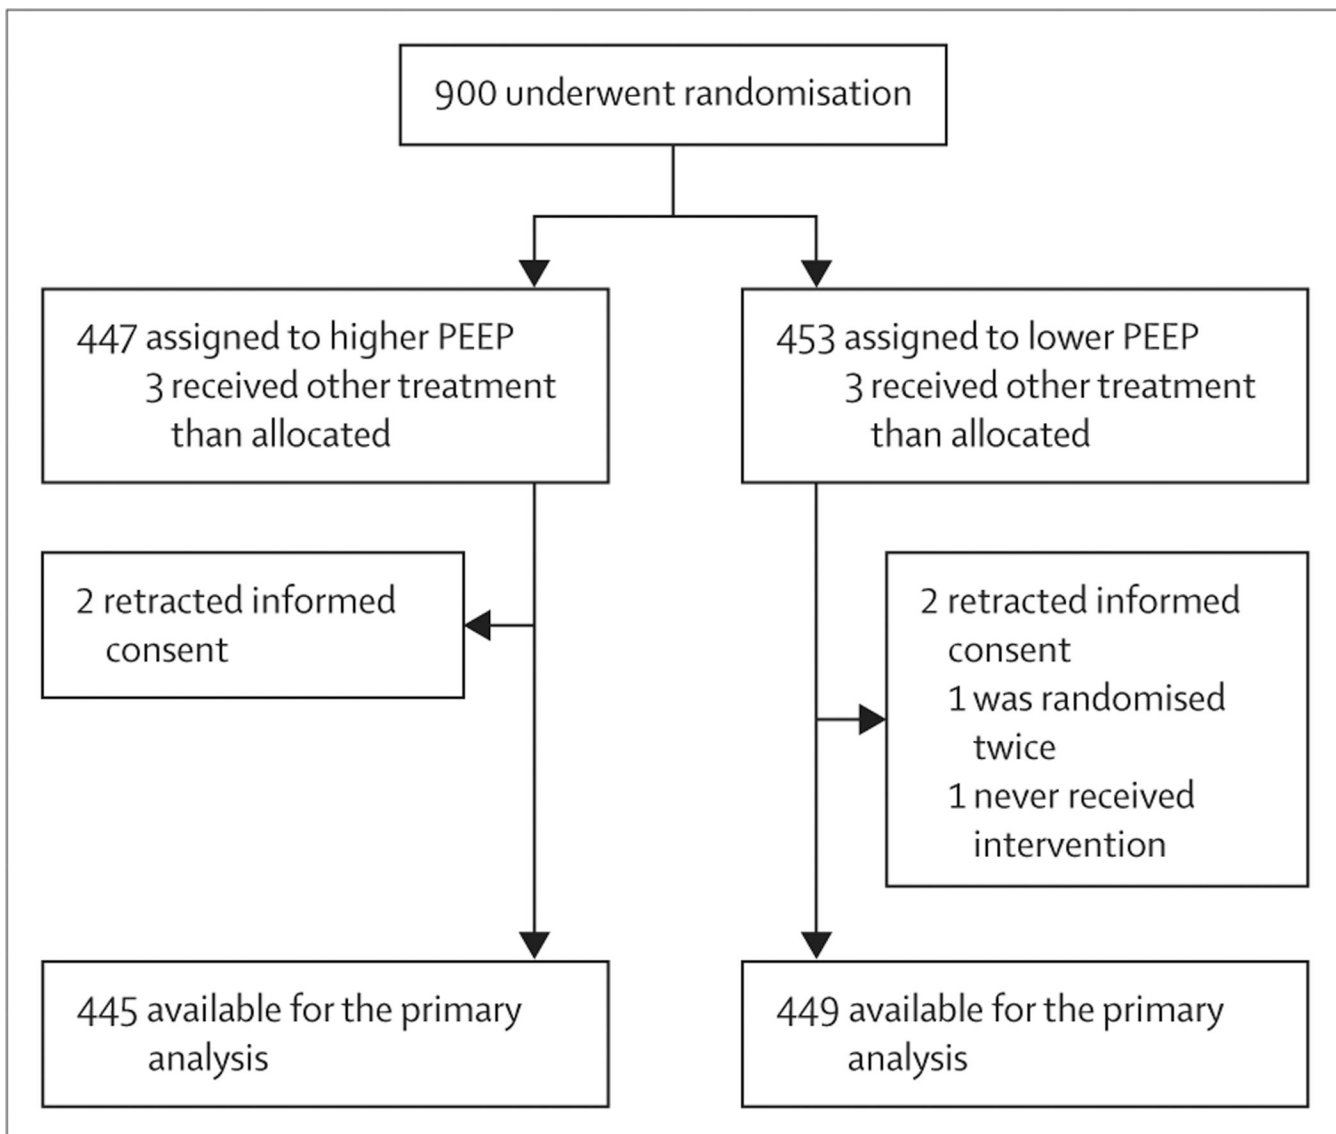 900 underwent randomisation
447 assigned to higher PEEP
3 received other treatment
than allocated
453 assigned to lower PEEP
3 received other treatment
than allocated
2 retracted informed
consent
2 retracted informed
consent
1 was randomised
twice
1 never received
intervention
445 available for the primary
analysis
449 available for the primary
analysis